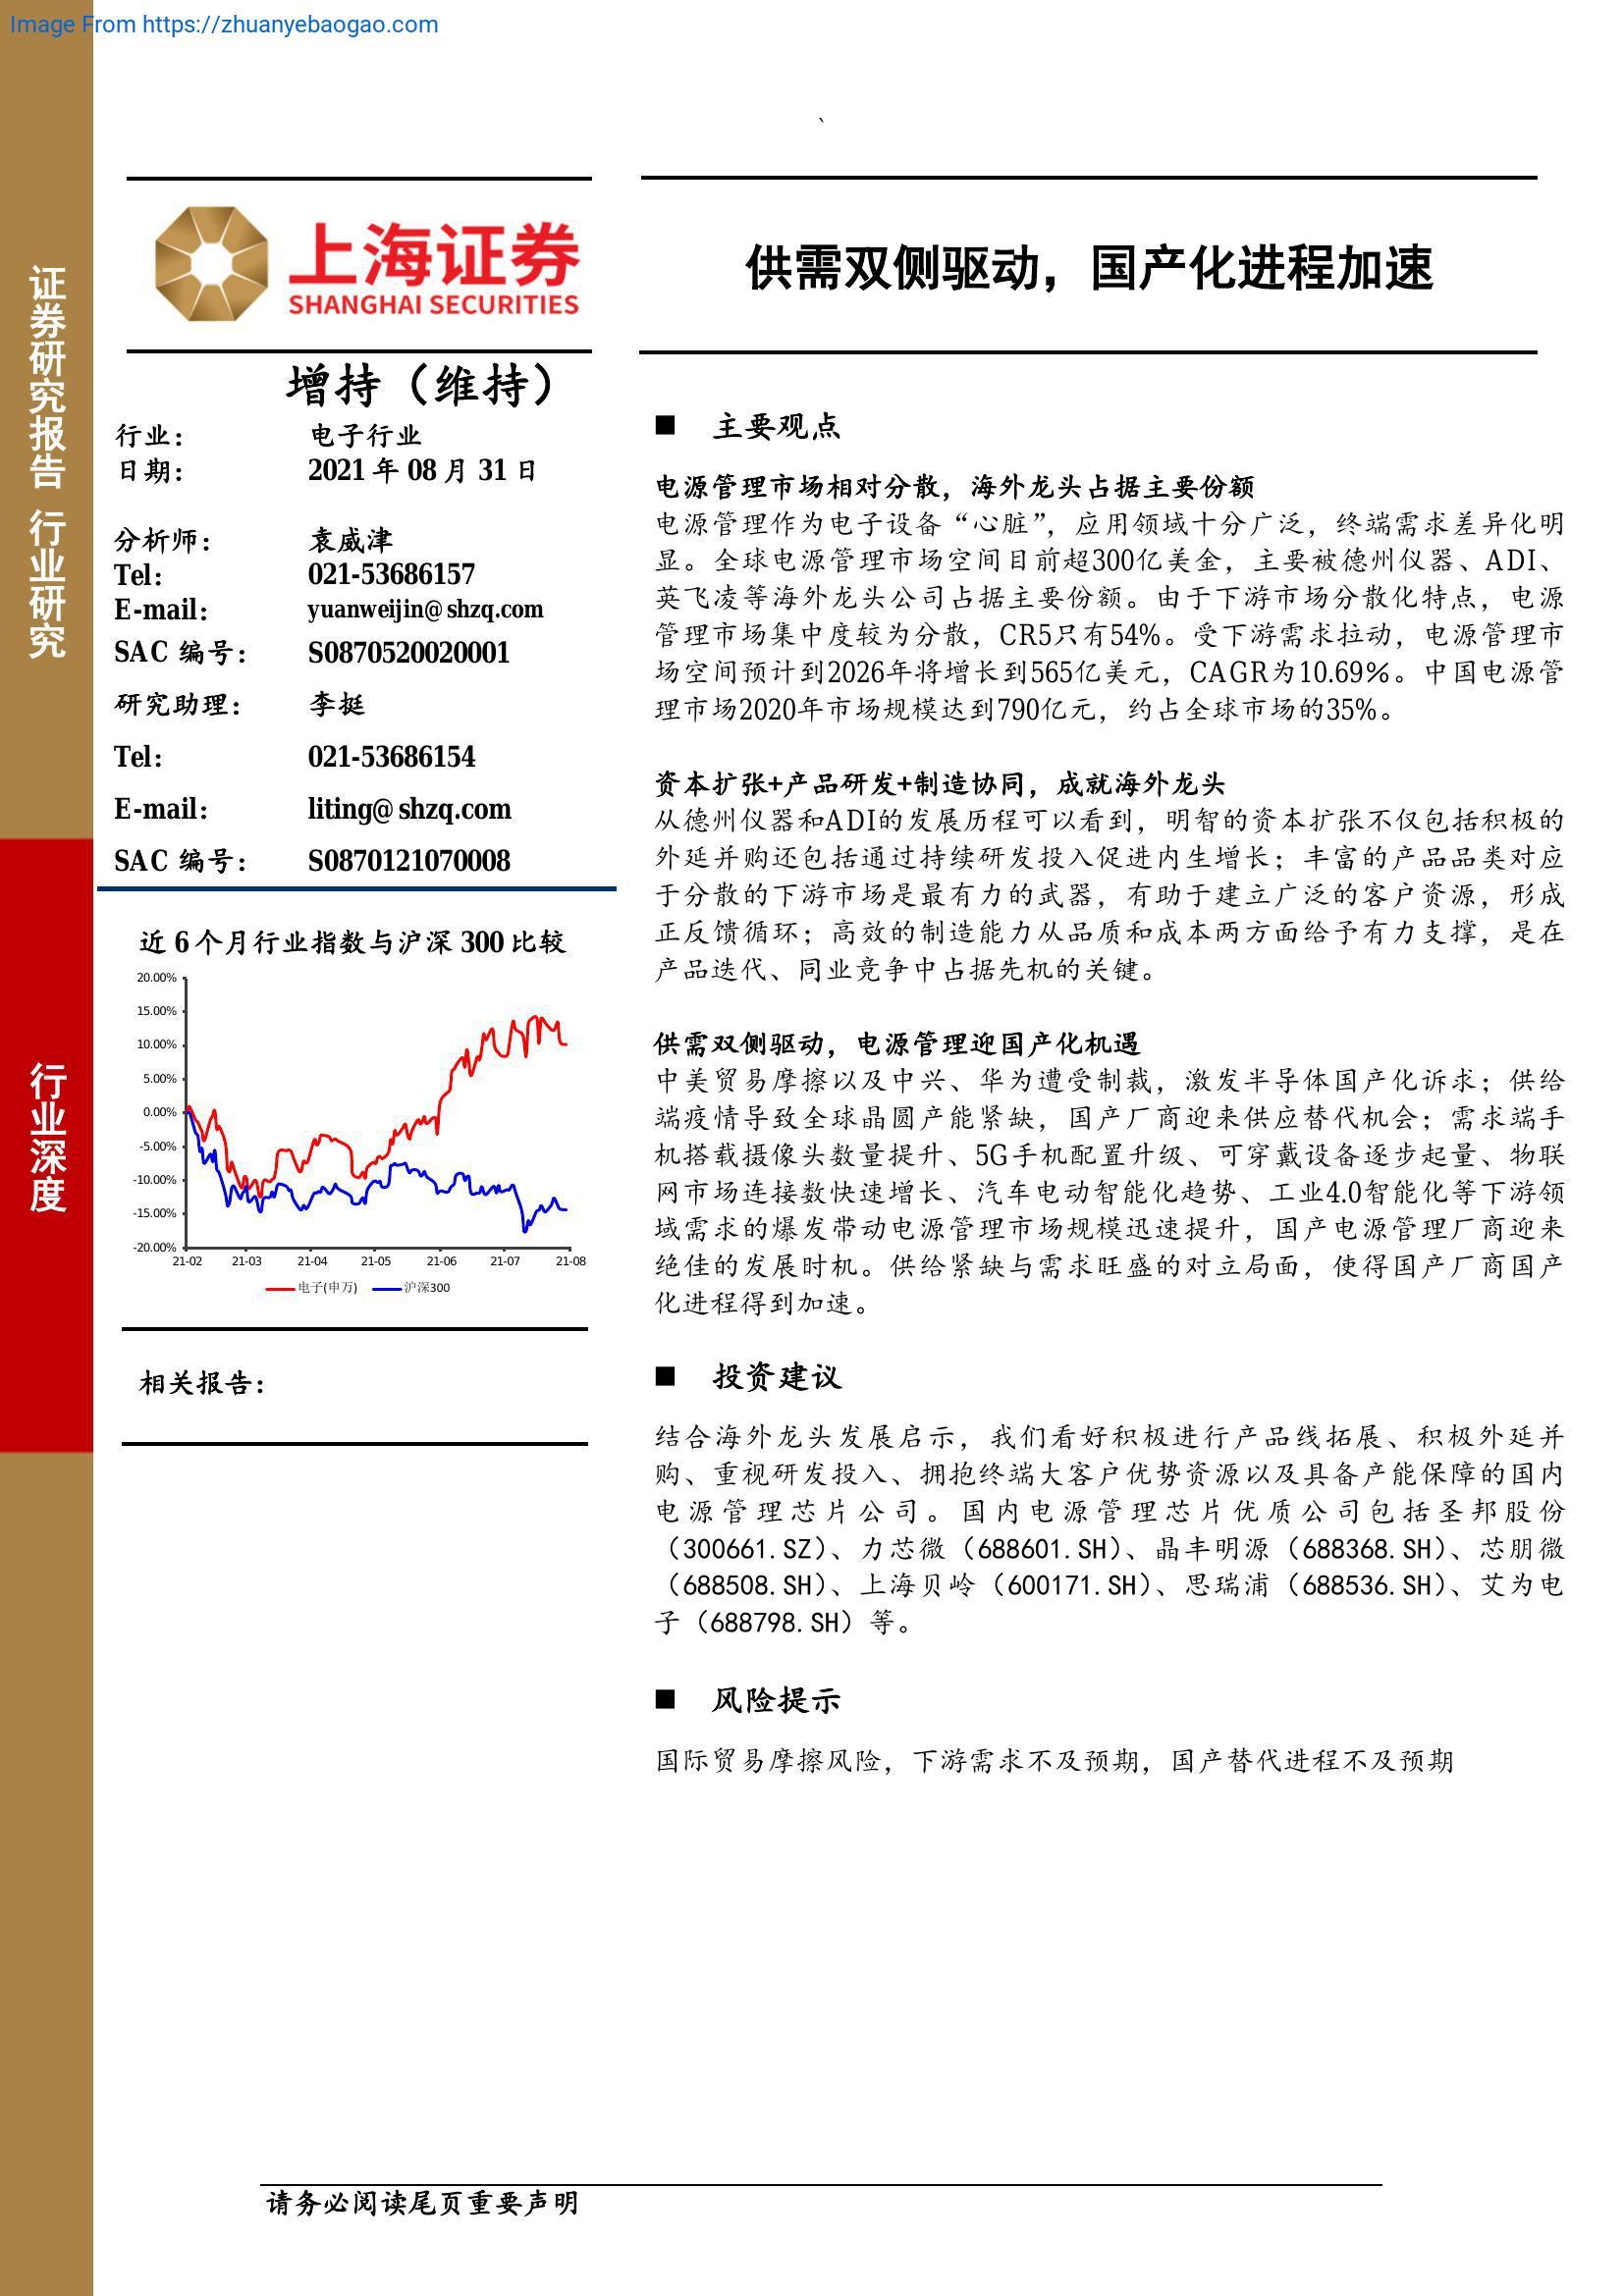 Image From https://zhuanyebaogao.com
证券研究报告 行业研究
行业深度
、
上海证券
SHANGHAI SECURITIES
供需双侧驱动，国产化进程加速
增持（维持）
行业： 电子行业
日期： 2021 年 08 月 31 日
分析师： 袁威津
Tel： 021-53686157
E-mail： yuanweijin@shzq.com
SAC 编号： S0870520020001
研究助理： 李挺
Tel： 021-53686154
E-mail： liting@shzq.com
SAC 编号： S0870121070008
近 6 个月行业指数与沪深 300 比较
20.00%
15.00%
10.00%
5.00%
0.00%
-5.00%
-10.00%
-15.00%
-20.00%
21-02 21-03 21-04 21-05 21-06 21-07 21-08
电子(申万) 沪深300
相关报告：
■ 主要观点
电源管理市场相对分散，海外龙头占据主要份额
电源管理作为电子设备“心脏”，应用领域十分广泛，终端需求差异化明
显。全球电源管理市场空间目前超300亿美金，主要被德州仪器、ADI、
英飞凌等海外龙头公司占据主要份额。由于下游市场分散化特点，电源
管理市场集中度较为分散，CR5只有54%。受下游需求拉动，电源管理市
场空间预计到2026年将增长到565亿美元，CAGR为10.69%。中国电源管
理市场2020年市场规模达到790亿元，约占全球市场的35%。
资本扩张+产品研发+制造协同，成就海外龙头
从德州仪器和ADI的发展历程可以看到，明智的资本扩张不仅包括积极的
外延并购还包括通过持续研发投入促进内生增长；丰富的产品品类对应
于分散的下游市场是最有力的武器，有助于建立广泛的客户资源，形成
正反馈循环；高效的制造能力从品质和成本两方面给予有力支撑，是在
产品迭代、同业竞争中占据先机的关键。
供需双侧驱动，电源管理迎国产化机遇
中美贸易摩擦以及中兴、华为遭受制裁，激发半导体国产化诉求；供给
端疫情导致全球晶圆产能紧缺，国产厂商迎来供应替代机会；需求端手
机搭载摄像头数量提升、5G手机配置升级、可穿戴设备逐步起量、物联
网市场连接数快速增长、汽车电动智能化趋势、工业4.0智能化等下游领
域需求的爆发带动电源管理市场规模迅速提升，国产电源管理厂商迎来
绝佳的发展时机。供给紧缺与需求旺盛的对立局面，使得国产厂商国产
化进程得到加速。
■ 投资建议
结合海外龙头发展启示，我们看好积极进行产品线拓展、积极外延并
购、重视研发投入、拥抱终端大客户优势资源以及具备产能保障的国内
电源管理芯片公司。国内电源管理芯片优质公司包括圣邦股份
（300661.SZ）、力芯微（688601.SH）、晶丰明源（688368.SH）、芯朋微
（688508.SH）、上海贝岭（600171.SH）、思瑞浦（688536.SH）、艾为电
子（688798.SH）等。
■ 风险提示
国际贸易摩擦风险，下游需求不及预期，国产替代进程不及预期
请务必阅读尾页重要声明